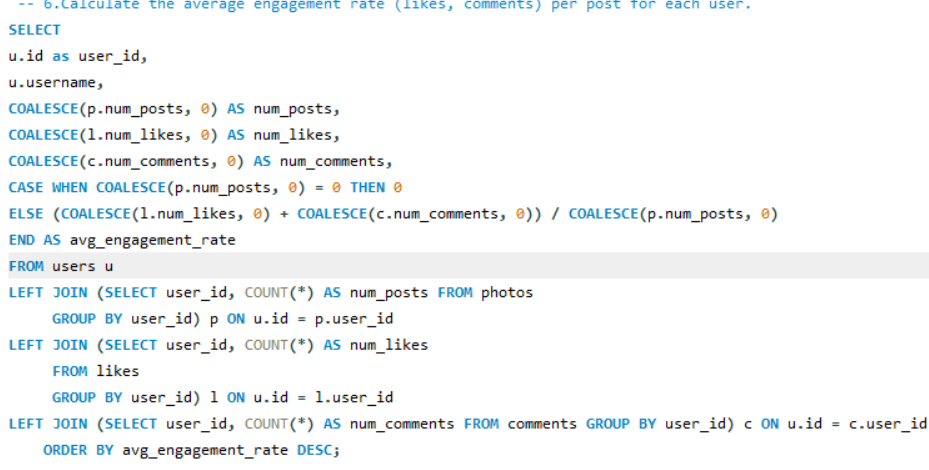 -- 6.Calculate the average engagement rate (likes, comments) per post for each user.
SELECT
u.id as user_id,
u.username,
COALESCE(p.num_posts, 0) AS num_posts,
COALESCE(l.num_likes, 0) AS num_likes,
COALESCE(c.num_comments, 0) AS num_comments,
CASE WHEN COALESCE(p.num_posts, 0) = 0 THEN 0
ELSE (COALESCE(l.num_likes, 0) + COALESCE(c.num_comments, 0)) / COALESCE(p.num_posts, 0)
END AS avg_engagement_rate
FROM users u
LEFT JOIN (SELECT user_id, COUNT(*) AS num_posts FROM photos
GROUP BY user_id) p ON u.id = p.user_id
LEFT JOIN (SELECT user_id, COUNT(*) AS num_likes
FROM likes
GROUP BY user_id) l ON u.id = l.user_id
LEFT JOIN (SELECT user_id, COUNT(*) AS num_comments FROM comments GROUP BY user_id) c ON u.id = c.user_id
ORDER BY avg_engagement_rate DESC;